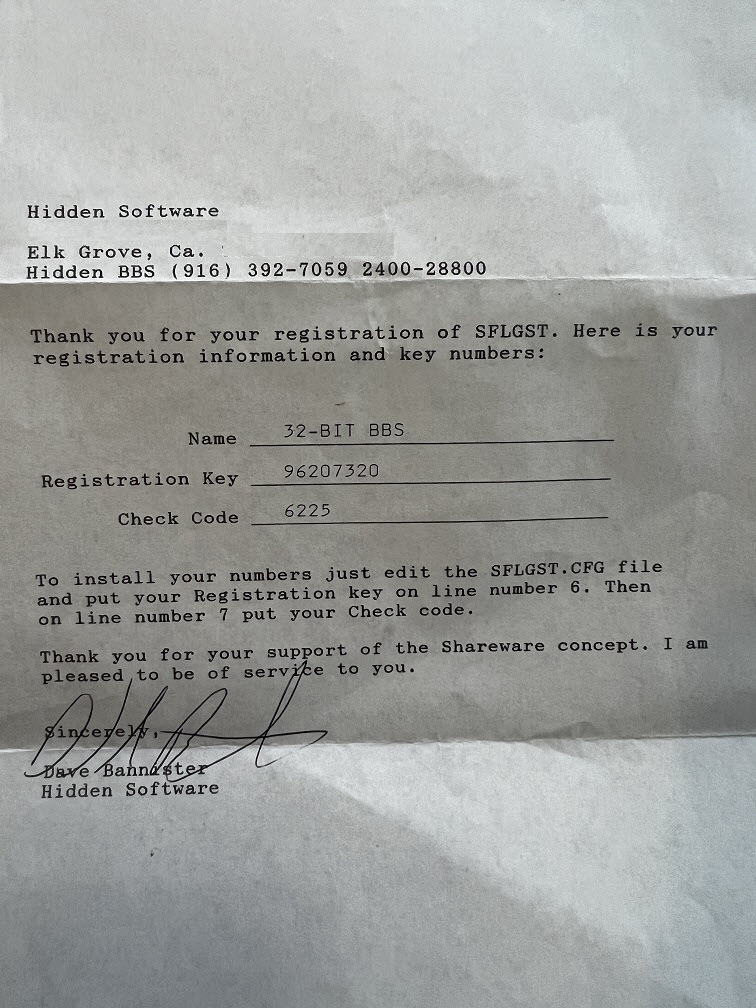 Hidden Software
Elk Grove, Ca.
Hidden BBS (916) 392-7059 2400-28800
Thank you for your registration of SFLGST. Here is your
registration information and key numbers:
Name 32-BIT BBS
Registration Key 96207320
Check Code 6225
To install your numbers just edit the SFLGST.CFG file
and put your Registration key on line number 6. Then
on line number 7 put your Check code.
Thank you for your support of the Shareware concept. I am
pleased to be of service to you.
Sincerely,
Dave Bannister
Hidden Software